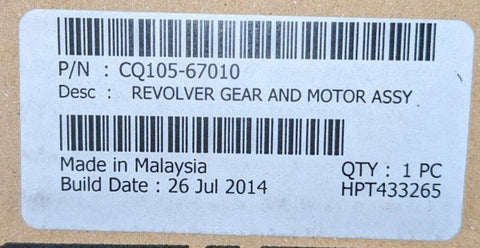 P/N : CQ105-67010
Desc : REVOLVER GEAR AND MOTOR ASSY
Made in Malaysia QTY : 1 PC
Build Date : 26 Jul 2014 HPT433265